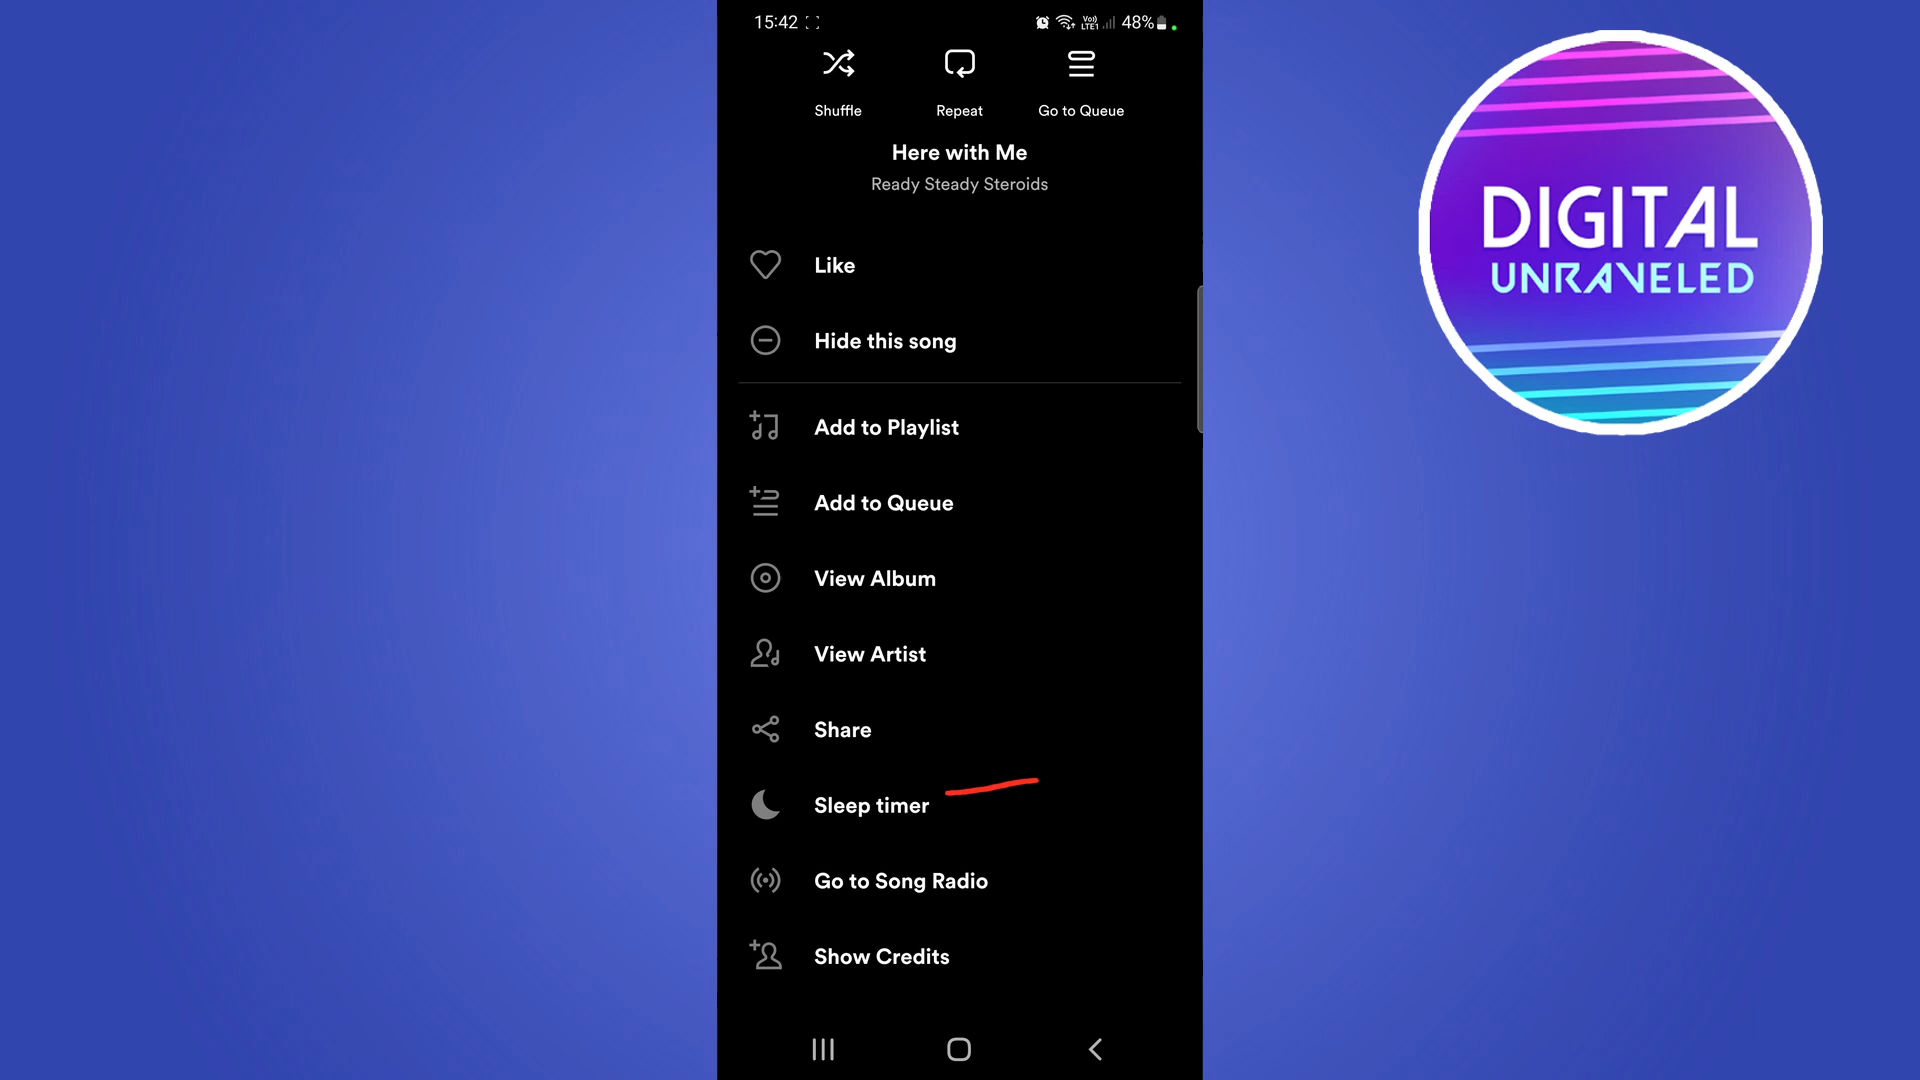 15:42
Vo)) LTE1 48%
Shuffle Repeat Go to Queue
Here with Me
Ready Steady Steroids
Like
Hide this song
Add to Playlist
Add to Queue
View Album
View Artist
Share
Sleep timer
Go to Song Radio
Show Credits
DIGITAL
UNRAVELED